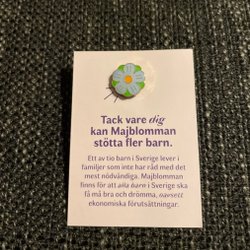 Tack vare dig
kan Majblomman
stötta fler barn.
Ett av tio barn i Sverige lever i
familjer som inte har råd med det
mest nödvändiga. Majblomman
finns för att alla barn i Sverige ska
få må bra och drömma, oavsett
ekonomiska förutsättningar.